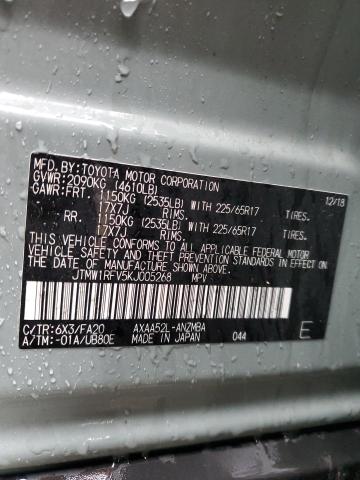 MFD.BY:TOYOTA MOTOR CORPORATION 12/18
GVWR:2090KG (4610LB)
GAWR:FRT. 1150KG (2535LB) WITH 225/65R17 TIRES.
17X7J RIMS.
RR. 1150KG (2535LB) WITH 225/65R17 TIRES.
17X7J RIMS.
THIS VEHICLE CONFORMS TO ALL APPLICABLE FEDERAL MOTOR
VEHICLE SAFETY AND THEFT PREVENTION STANDARDS IN
EFFECT ON THE DATE OF MANUFACTURE SHOWN ABOVE.
JTMW1RFV5KJ005268 MPV
C/TR:6X3/FA20 AXAA52L-ANZMBA
A/TM:-01A/UB80E MADE IN JAPAN 044 E